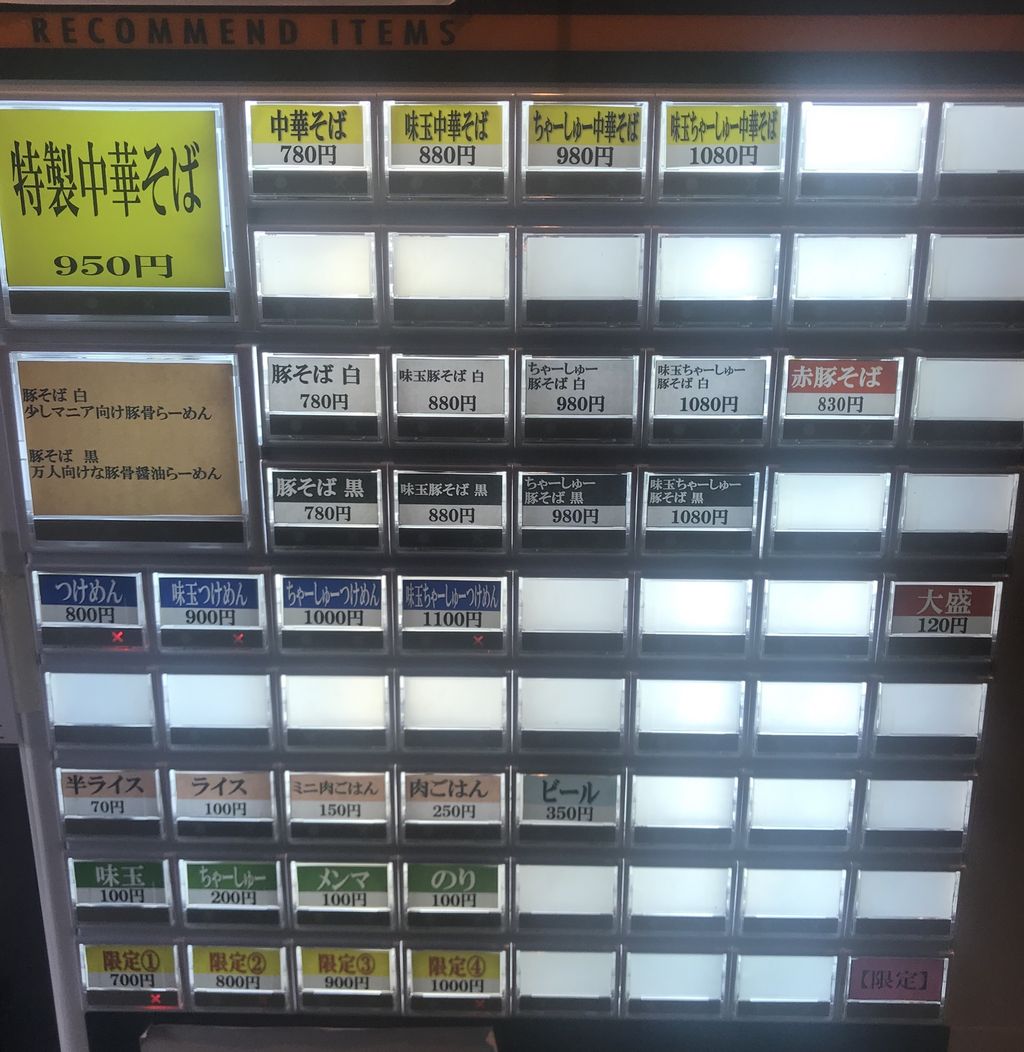 RECOMMEND ITEMS
特製中華そば
950円
中華そば
780円
味玉中華そば
880円
ちゃーしゅー中華そば
980円
味玉ちゃーしゅー中華そば
1080円
豚そば 白
少しマニア向け豚骨らーめん
豚そば 黒
万人向けな豚骨醤油らーめん
豚そば 白
780円
味玉豚そば 白
880円
ちゃーしゅー
豚そば 白
980円
味玉ちゃーしゅー
豚そば 白
1080円
赤豚そば
830円
豚そば 黒
780円
味玉豚そば 黒
880円
ちゃーしゅー
豚そば 黒
980円
味玉ちゃーしゅー
豚そば 黒
1080円
つけめん
800円
味玉つけめん
900円
ちゃーしゅーつけめん
1000円
味玉ちゃーしゅーつけめん
1100円
大盛
120円
半ライス
70円
ライス
100円
ミニ肉ごはん
150円
肉ごはん
250円
ビール
350円
味玉
100円
ちゃーしゅー
200円
メンマ
100円
のり
100円
限定①
700円
限定②
800円
限定③
900円
限定④
1000円
【限定】